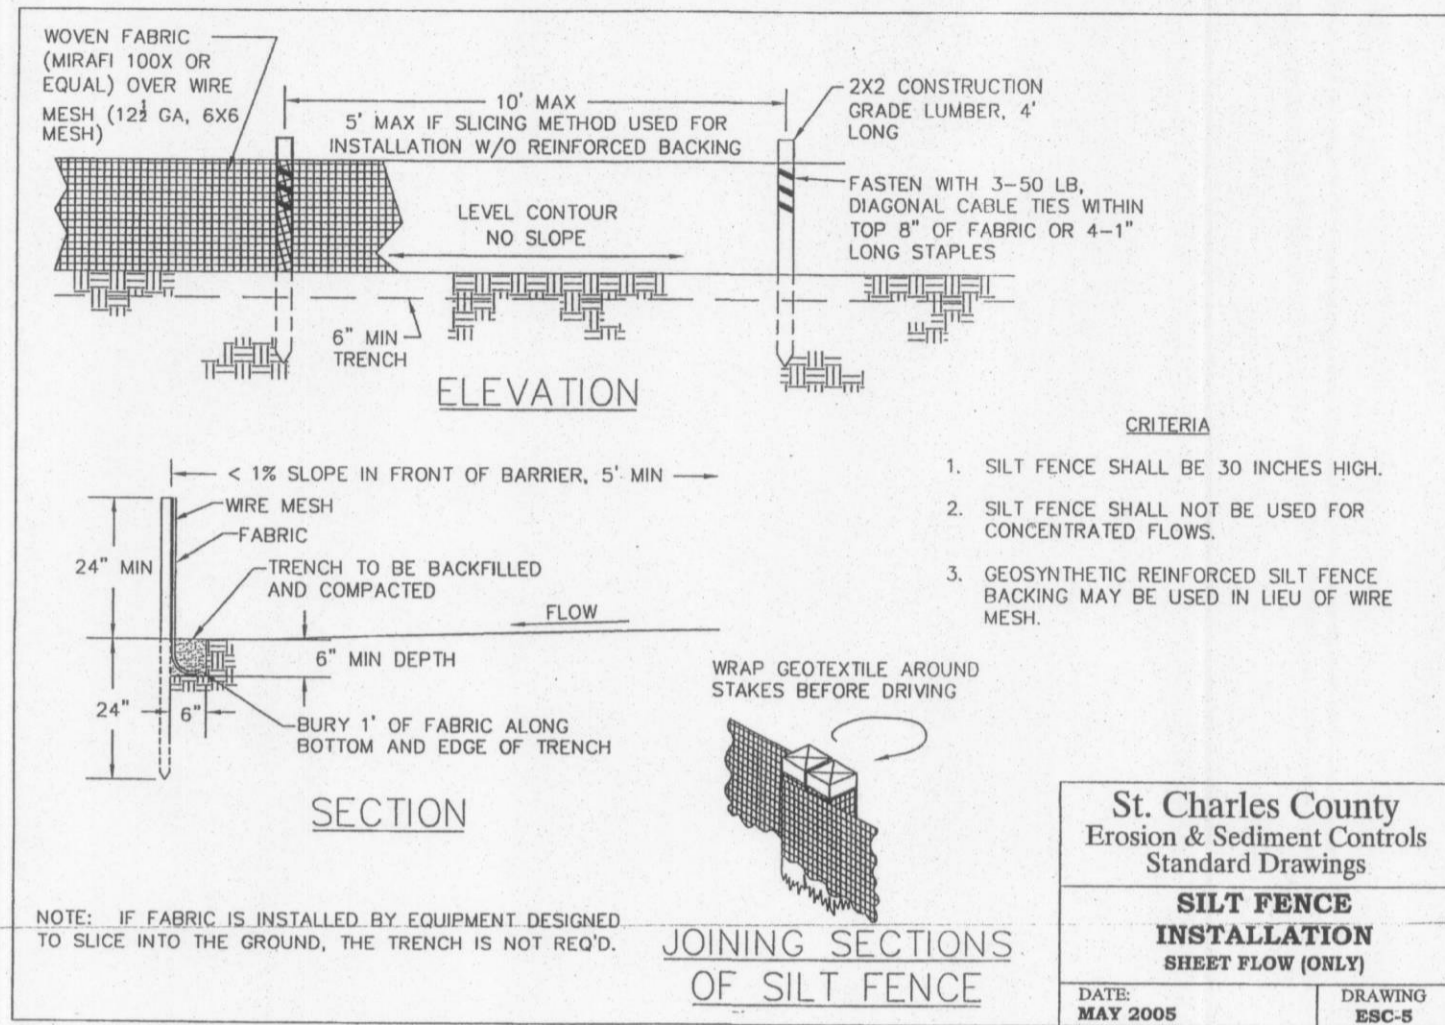 WOVEN FABRIC
(MIRAFI 100X OR
EQUAL) OVER WIRE
MESH (12½ GA, 6X6
MESH)
10' MAX
5' MAX IF SLICING METHOD USED FOR
INSTALLATION W/O REINFORCED BACKING
2X2 CONSTRUCTION
GRADE LUMBER, 4'
LONG
LEVEL CONTOUR
NO SLOPE
FASTEN WITH 3-50 LB,
DIAGONAL CABLE TIES WITHIN
TOP 8" OF FABRIC OR 4-1"
LONG STAPLES
6" MIN
TRENCH
ELEVATION
< 1% SLOPE IN FRONT OF BARRIER, 5' MIN
WIRE MESH
FABRIC
24" MIN
TRENCH TO BE BACKFILLED
AND COMPACTED
FLOW
6" MIN DEPTH
24"
6"
BURY 1' OF FABRIC ALONG
BOTTOM AND EDGE OF TRENCH
SECTION
CRITERIA
1. SILT FENCE SHALL BE 30 INCHES HIGH.
2. SILT FENCE SHALL NOT BE USED FOR
CONCENTRATED FLOWS.
3. GEOSYNTHETIC REINFORCED SILT FENCE
BACKING MAY BE USED IN LIEU OF WIRE
MESH.
WRAP GEOTEXTILE AROUND
STAKES BEFORE DRIVING
JOINING SECTIONS
OF SILT FENCE
NOTE: IF FABRIC IS INSTALLED BY EQUIPMENT DESIGNED
TO SLICE INTO THE GROUND, THE TRENCH IS NOT REQ'D.
St. Charles County
Erosion & Sediment Controls
Standard Drawings
SILT FENCE
INSTALLATION
SHEET FLOW (ONLY)
DATE:
MAY 2005
DRAWING
ESC-5